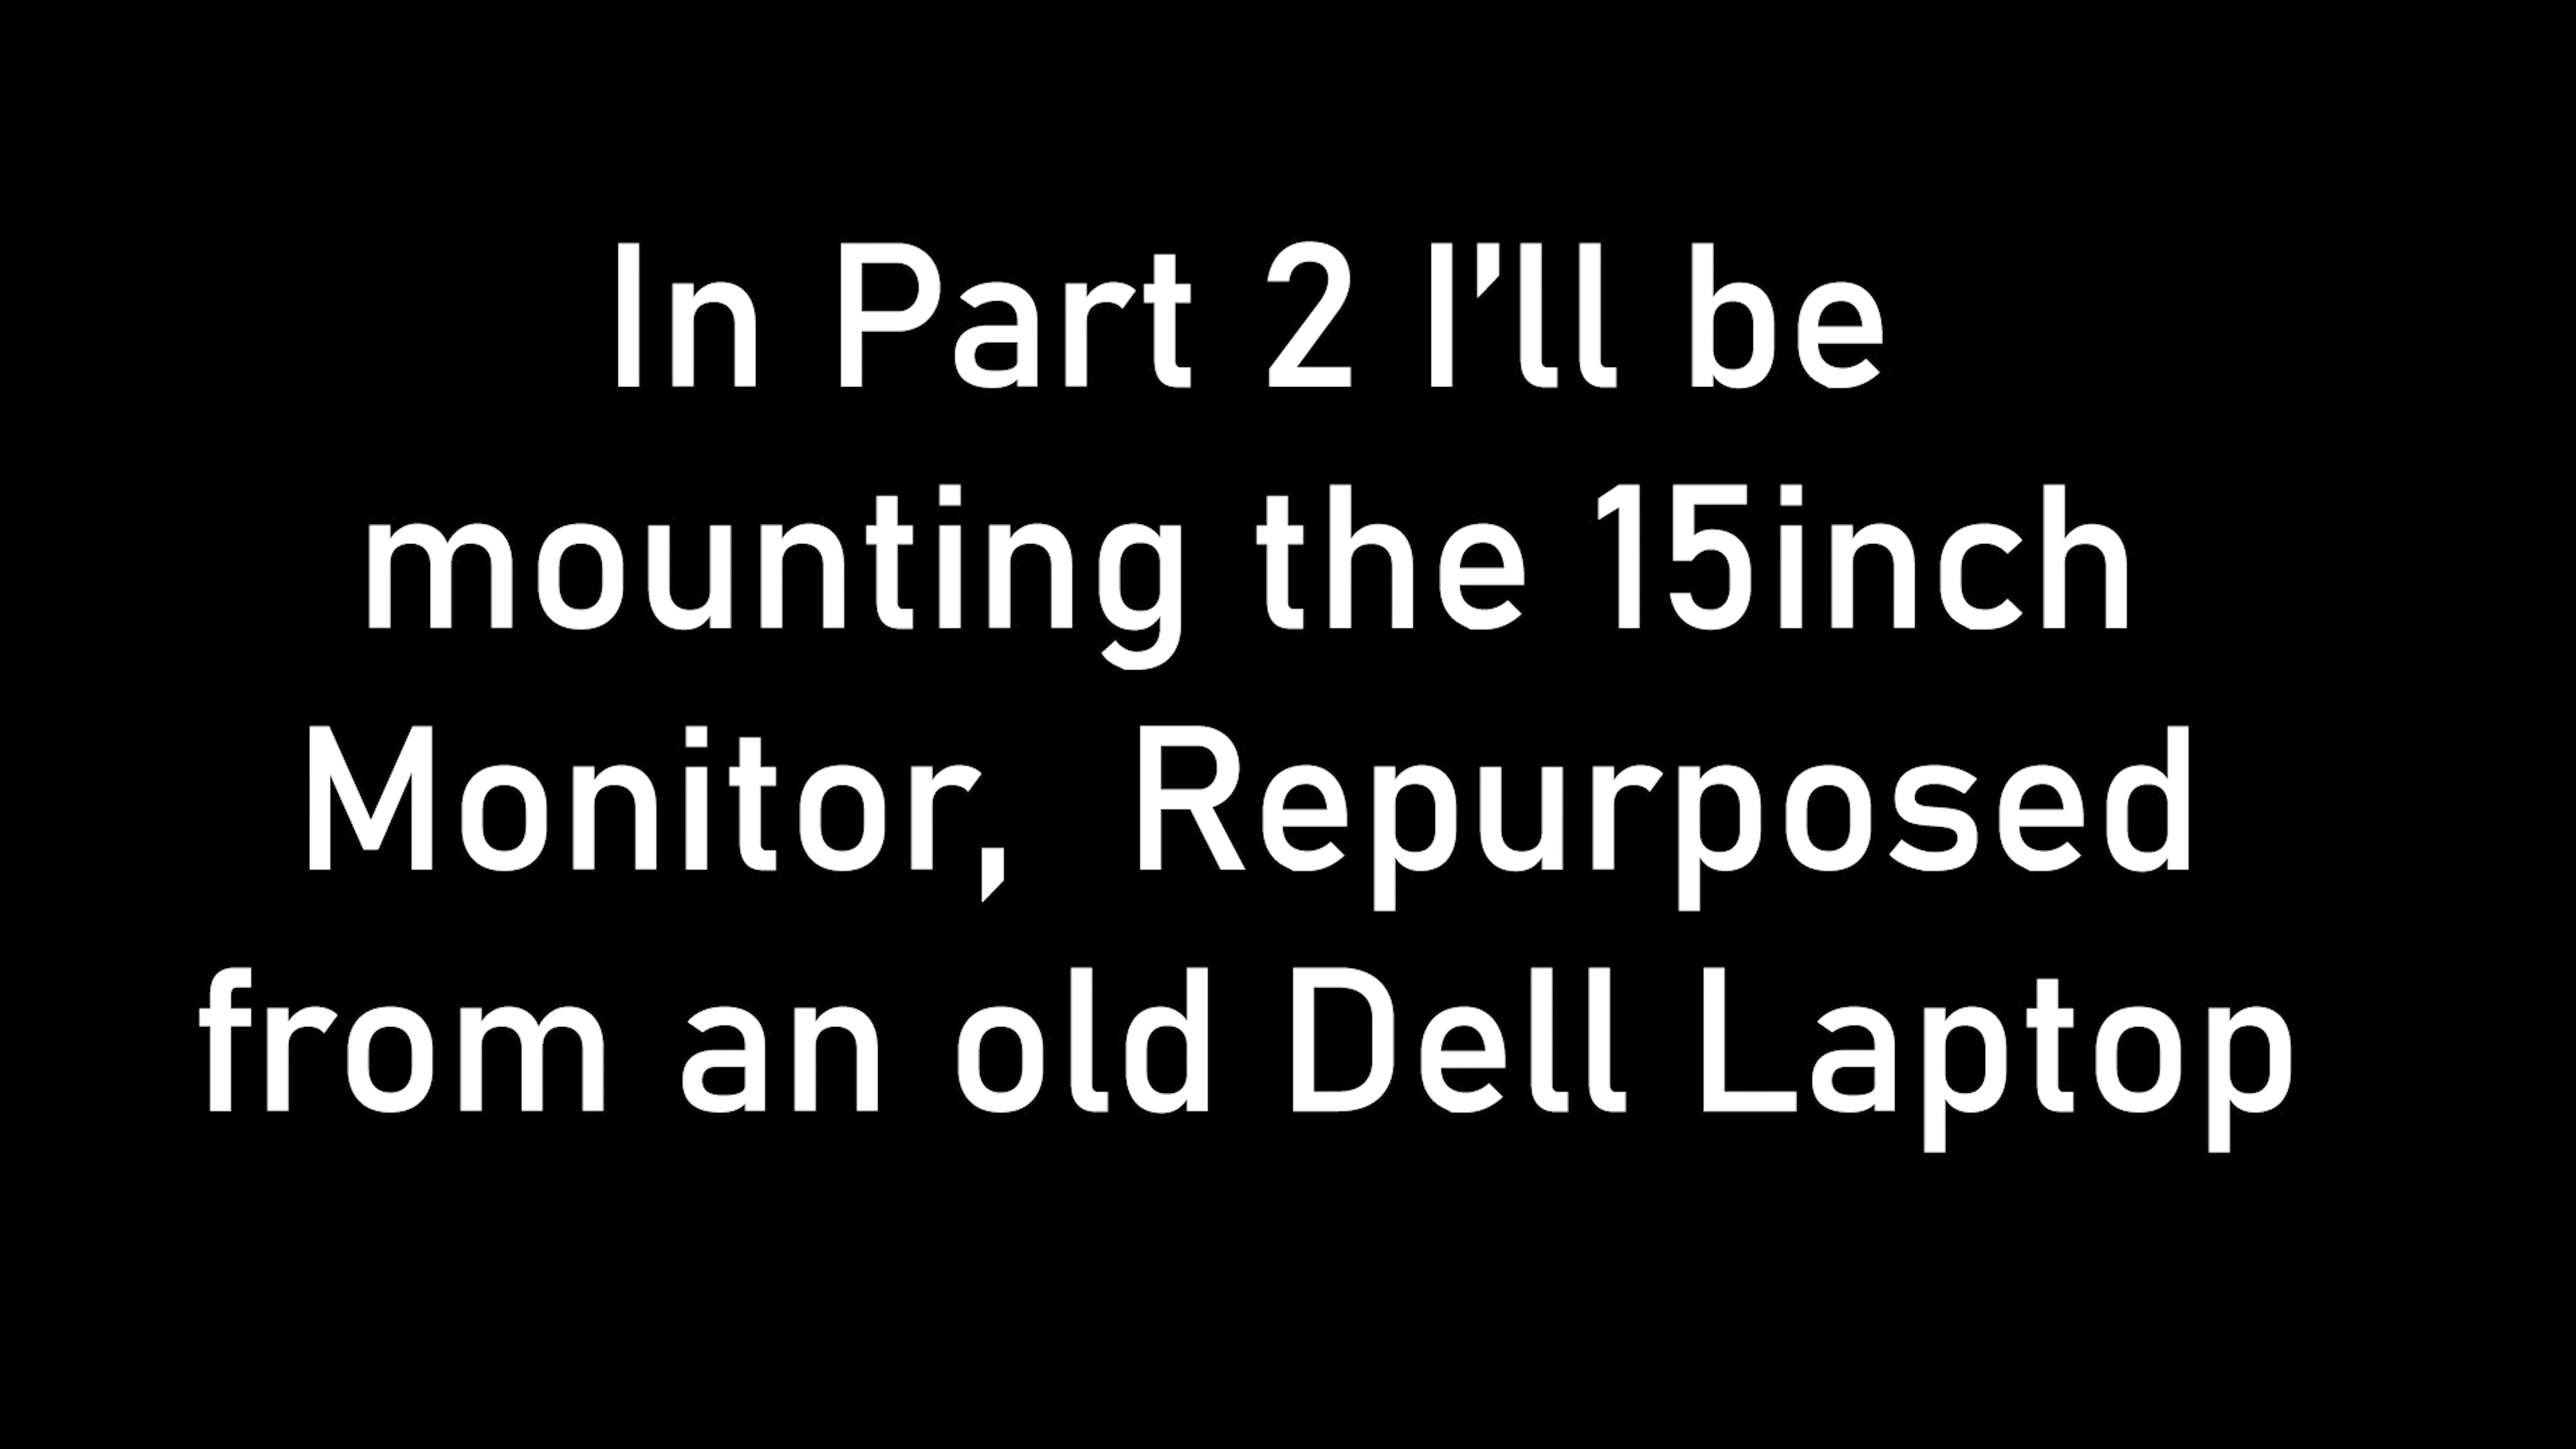 In Part 2 I’ll be
mounting the 15inch
Monitor,  Repurposed
from an old Dell Laptop